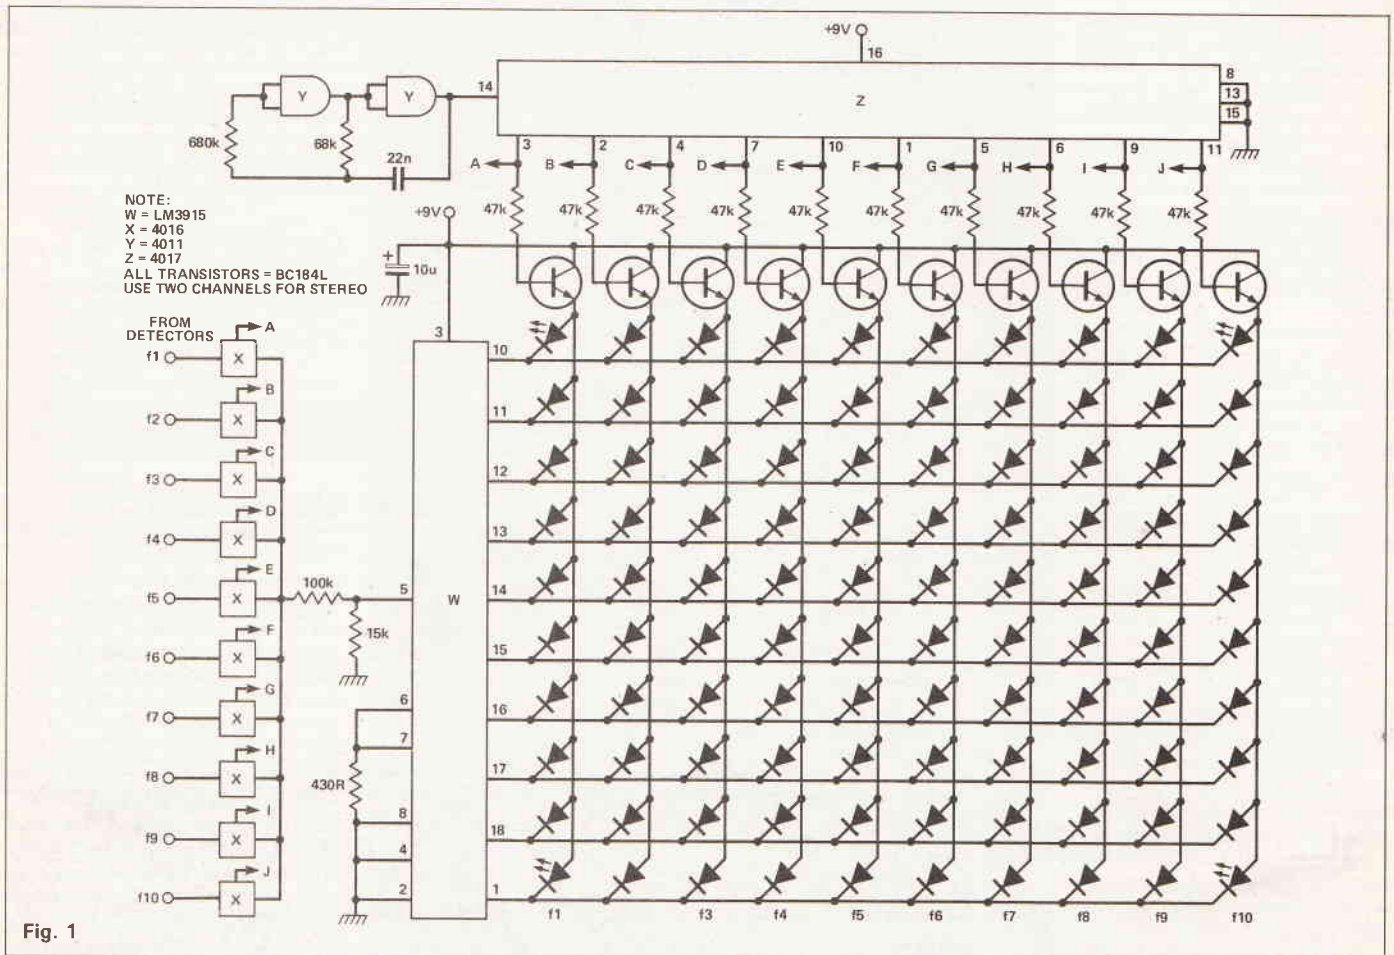 +9V
16
14
Z
8
13
15
Y
Y
680k
68k
22n
3
2
4
7
10
1
5
6
9
11
A
B
C
D
E
F
G
H
I
J
47k
47k
47k
47k
47k
47k
47k
47k
47k
47k
NOTE:
W = LM3915
X = 4016
Y = 4011
Z = 4017
ALL TRANSISTORS = BC184L
USE TWO CHANNELS FOR STEREO
+9V
+
10u
3
FROM
DETECTORS
f1
X
A
f2
X
B
f3
X
C
f4
X
D
f5
X
E
f6
X
F
f7
X
G
f8
X
H
f9
X
I
f10
X
J
100k
15k
5
W
6
7
430R
8
4
2
10
11
12
13
14
15
16
17
18
1
f1
f3
f4
f5
f6
f7
f8
f9
f10
Fig. 1